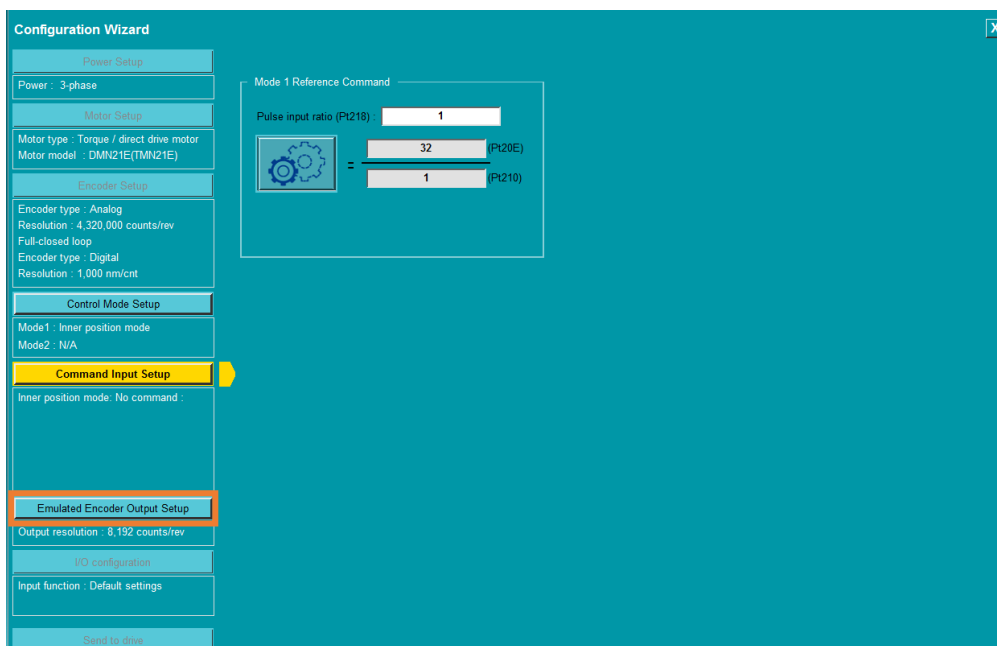 Configuration Wizard
X
Power Setup
Power : 3-phase
Motor Setup
Motor type : Torque / direct drive motor
Motor model : DMN21E(TMN21E)
Encoder Setup
Encoder type : Analog
Resolution : 4,320,000 counts/rev
Full-closed loop
Encoder type : Digital
Resolution : 1,000 nm/cnt
Control Mode Setup
Mode1 : Inner position mode
Mode2 : N/A
Command Input Setup
Inner position mode: No command :
Emulated Encoder Output Setup
Output resolution : 8,192 counts/rev
I/O configuration
Input function : Default settings
Send to drive
Mode 1 Reference Command
Pulse input ratio (Pt218) : 1
32 (Pt20E)
=
1 (Pt210)